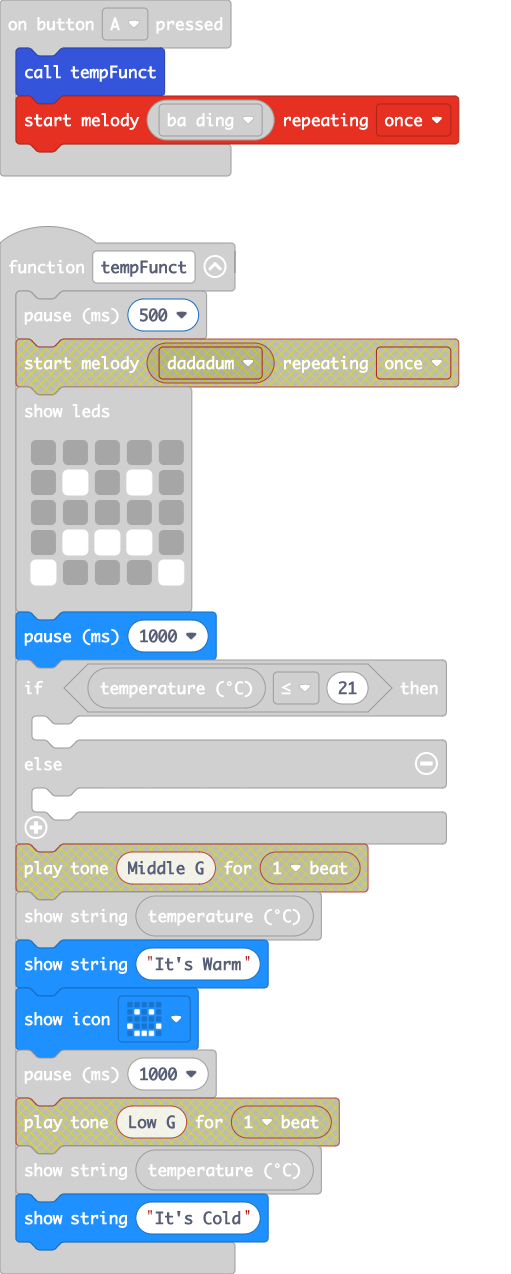 on button A pressed
call tempFunct
start melody ba ding repeating once
function tempFunct
pause (ms) 500
start melody dadadum repeating once
show leds
pause (ms) 1000
if temperature (°C) ≤ 21 then
else
play tone Middle G for 1 beat
show string temperature (°C)
show string "It's Warm"
show icon
pause (ms) 1000
play tone Low G for 1 beat
show string temperature (°C)
show string "It's Cold"